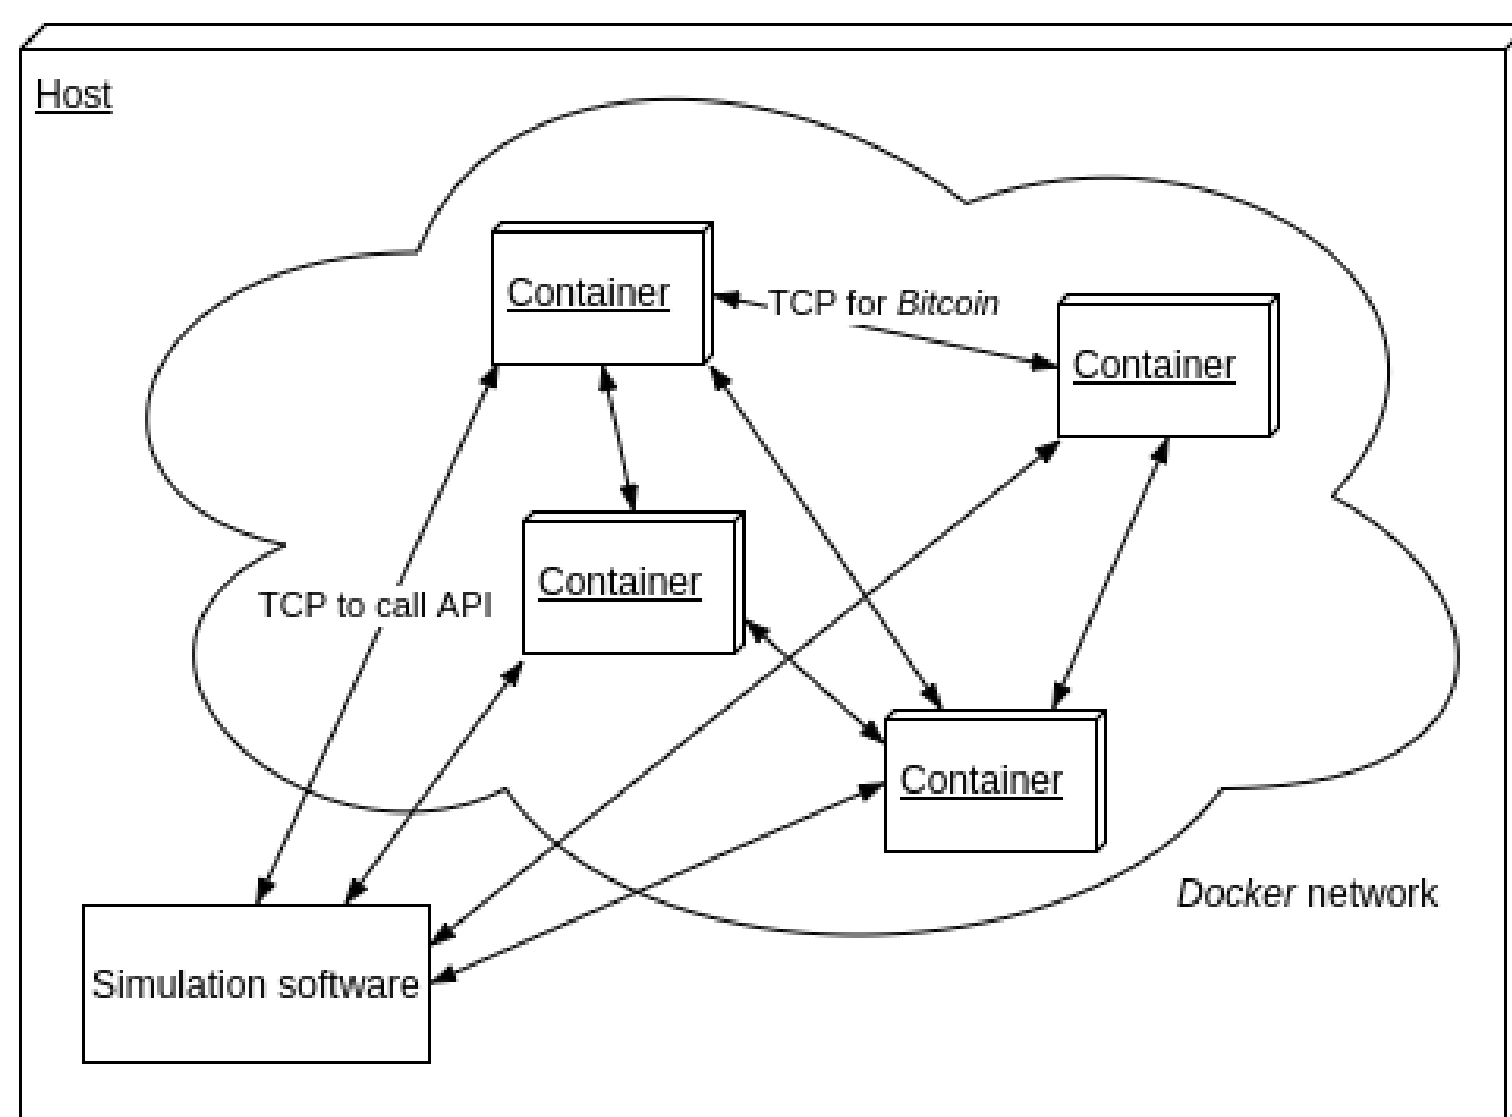 Host
Container
TCP for Bitcoin
Container
Container
TCP to call API
Container
Docker network
Simulation software